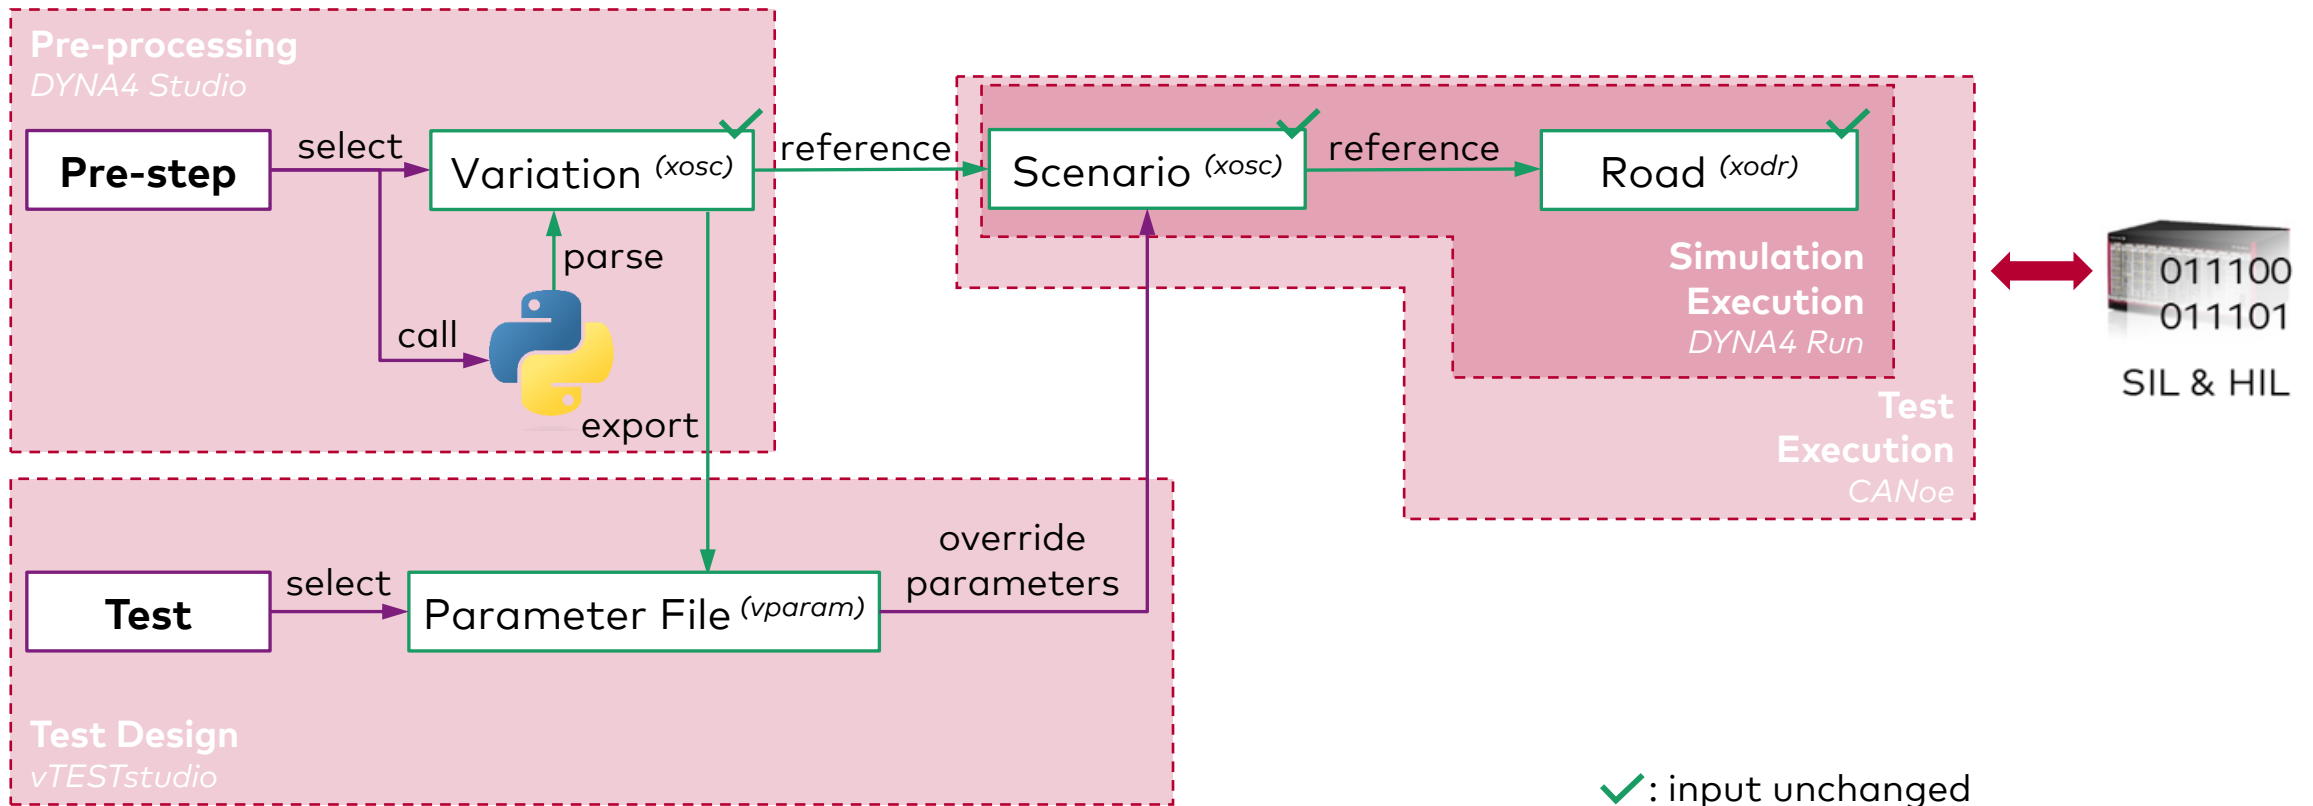 Pre-processing
DYNA4 Studio
Pre-step
select
Variation (xosc)
reference
Scenario (xosc)
reference
Road (xodr)
parse
call
export
Simulation
Execution
DYNA4 Run
Test
Execution
CANoe
011100
011101
SIL & HIL
Test
select
Parameter File (vparam)
override
parameters
Test Design
vTESTstudio
: input unchanged